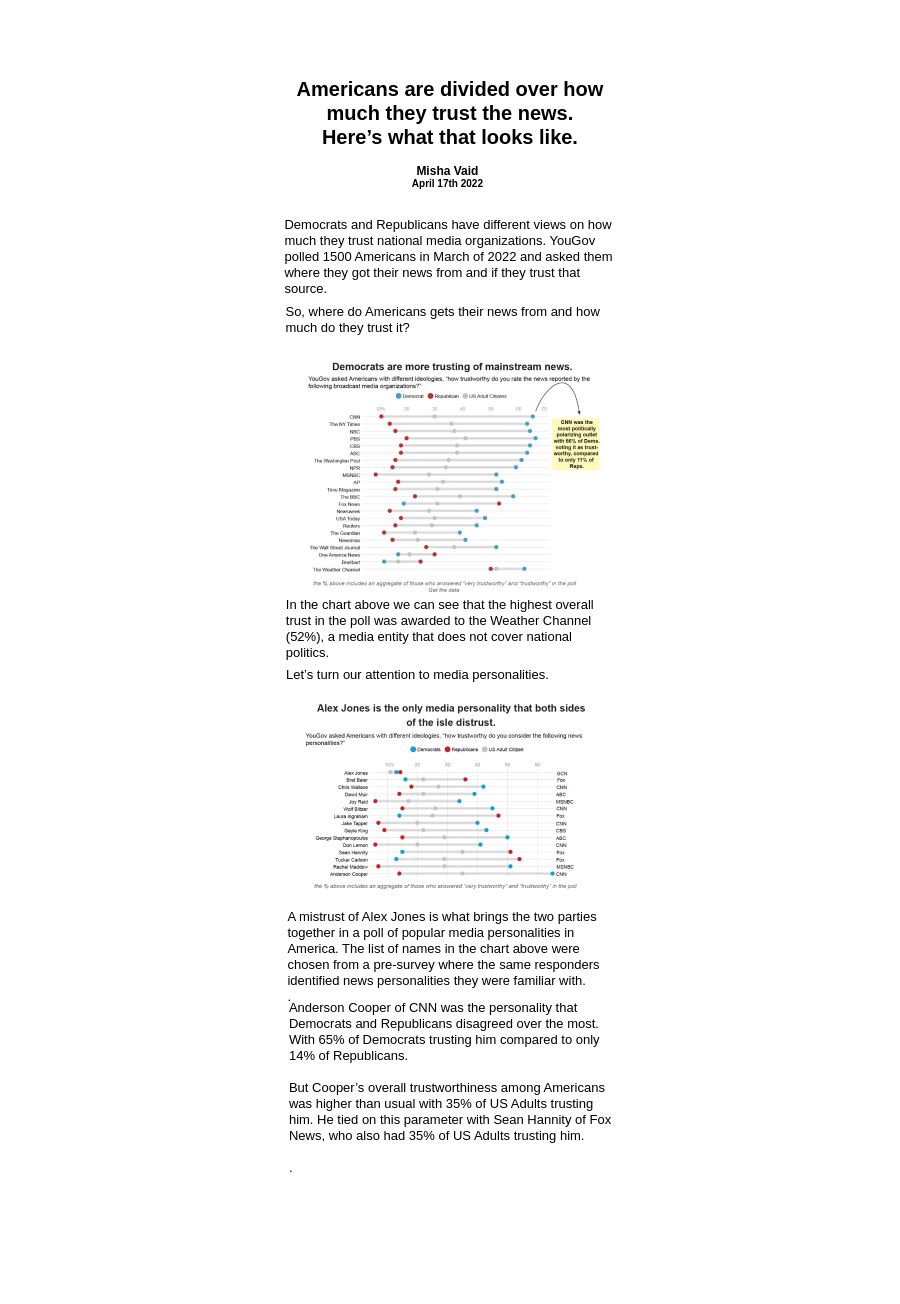 Americans are divided over how
much they trust the news.
Here’s what that looks like.
Misha Vaid
April 17th 2022
Democrats and Republicans have different views on how
much they trust national media organizations. YouGov
polled 1500 Americans in March of 2022 and asked them
where they got their news from and if they trust that
source.
So, where do Americans gets their news from and how
much do they trust it?
Democrats are more trusting of mainstream news.
YouGov asked Americans with different ideologies, "how trustworthy do you rate the news reported by the
following broadcast media organizations?"
Democrat Republican US Adult Citizens
10% 20 30 40 50 60 70
CNN
The NY Times
NBC
PBS
CBS
ABC
The Washington Post
NPR
MSNBC
AP
Time Magazine
The BBC
Fox News
Newsweek
USA Today
Reuters
The Guardian
Newsmax
The Wall Street Journal
One America News
Breitbart
The Weather Channel
CNN was the
most politically
polarizing outlet
with 66% of Dems.
voting it as trust-
worthy, compared
to only 11% of
Reps.
the % above includes an aggregate of those who answered "very trustworthy" and "trustworthy" in the poll
Get the data
In the chart above we can see that the highest overall
trust in the poll was awarded to the Weather Channel
(52%), a media entity that does not cover national
politics.
Let’s turn our attention to media personalities.
Alex Jones is the only media personality that both sides
of the isle distrust.
YouGov asked Americans with different ideologies, "how trustworthy do you consider the following news
personalities?"
Democrats Republicans US Adult Citizen
10% 20 30 40 50 60
Alex Jones GCN
Bret Baier Fox
Chris Wallace CNN
David Muir ABC
Joy Reid MSNBC
Wolf Blitzer CNN
Laura Ingraham Fox
Jake Tapper CNN
Gayle King CBS
George Stephanopoulos ABC
Don Lemon CNN
Sean Hannity Fox
Tucker Carlson Fox
Rachel Maddow MSNBC
Anderson Cooper CNN
the % above includes an aggregate of those who answered "very trustworthy" and "trustworthy" in the poll
A mistrust of Alex Jones is what brings the two parties
together in a poll of popular media personalities in
America. The list of names in the chart above were
chosen from a pre-survey where the same responders
identified news personalities they were familiar with.
.
Anderson Cooper of CNN was the personality that
Democrats and Republicans disagreed over the most.
With 65% of Democrats trusting him compared to only
14% of Republicans.
But Cooper’s overall trustworthiness among Americans
was higher than usual with 35% of US Adults trusting
him. He tied on this parameter with Sean Hannity of Fox
News, who also had 35% of US Adults trusting him.
.